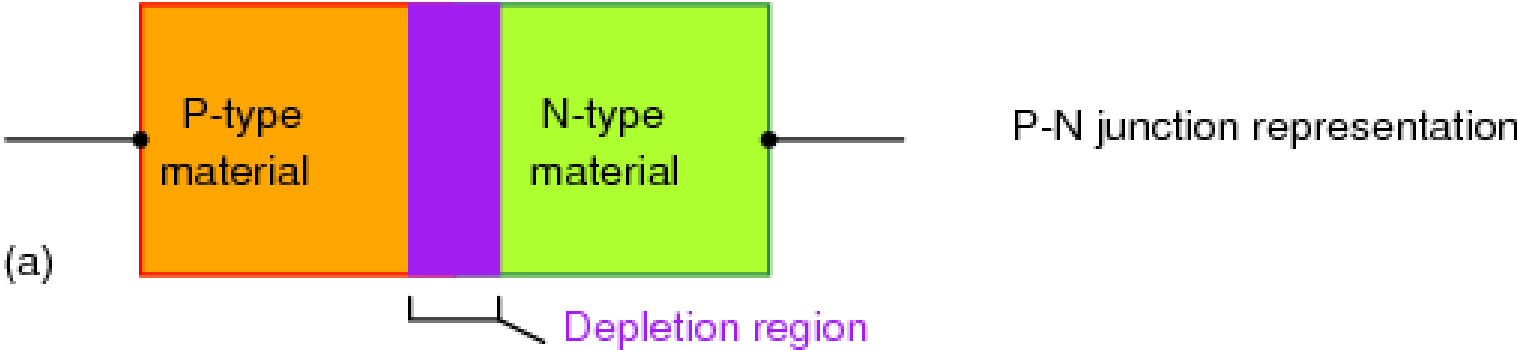 P-type
material
N-type
material
P-N junction representation
(a)
Depletion region